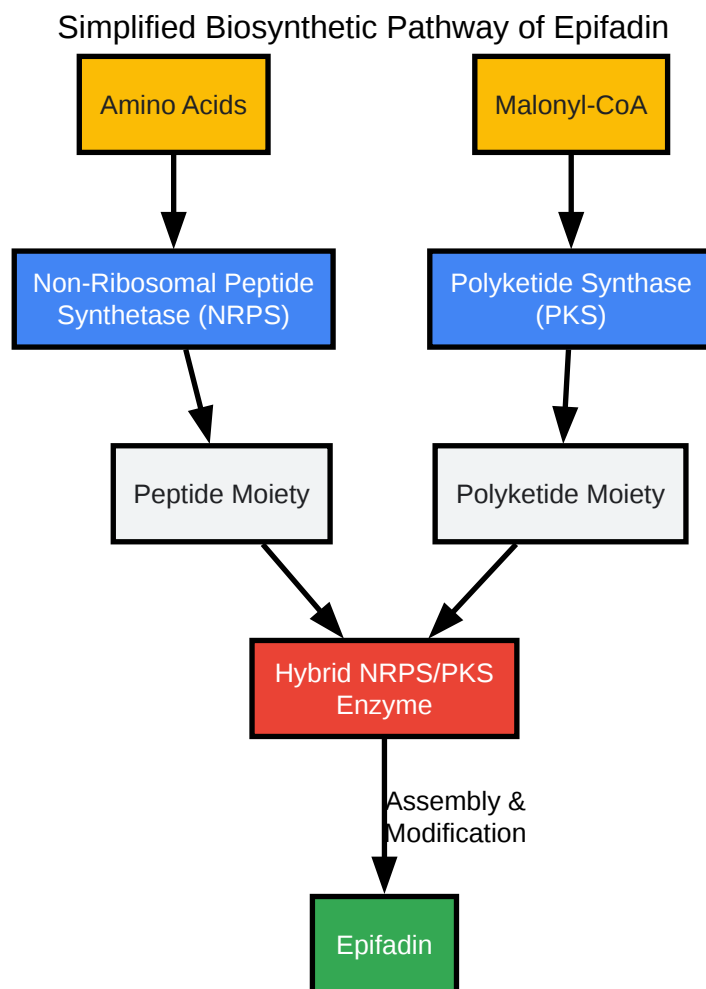 Simplified Biosynthetic Pathway of Epifadin
Amino Acids
Malonyl-CoA
Non-Ribosomal Peptide
Synthetase (NRPS)
Polyketide Synthase
(PKS)
Peptide Moiety
Polyketide Moiety
Hybrid NRPS/PKS
Enzyme
Assembly &
Modification
Epifadin